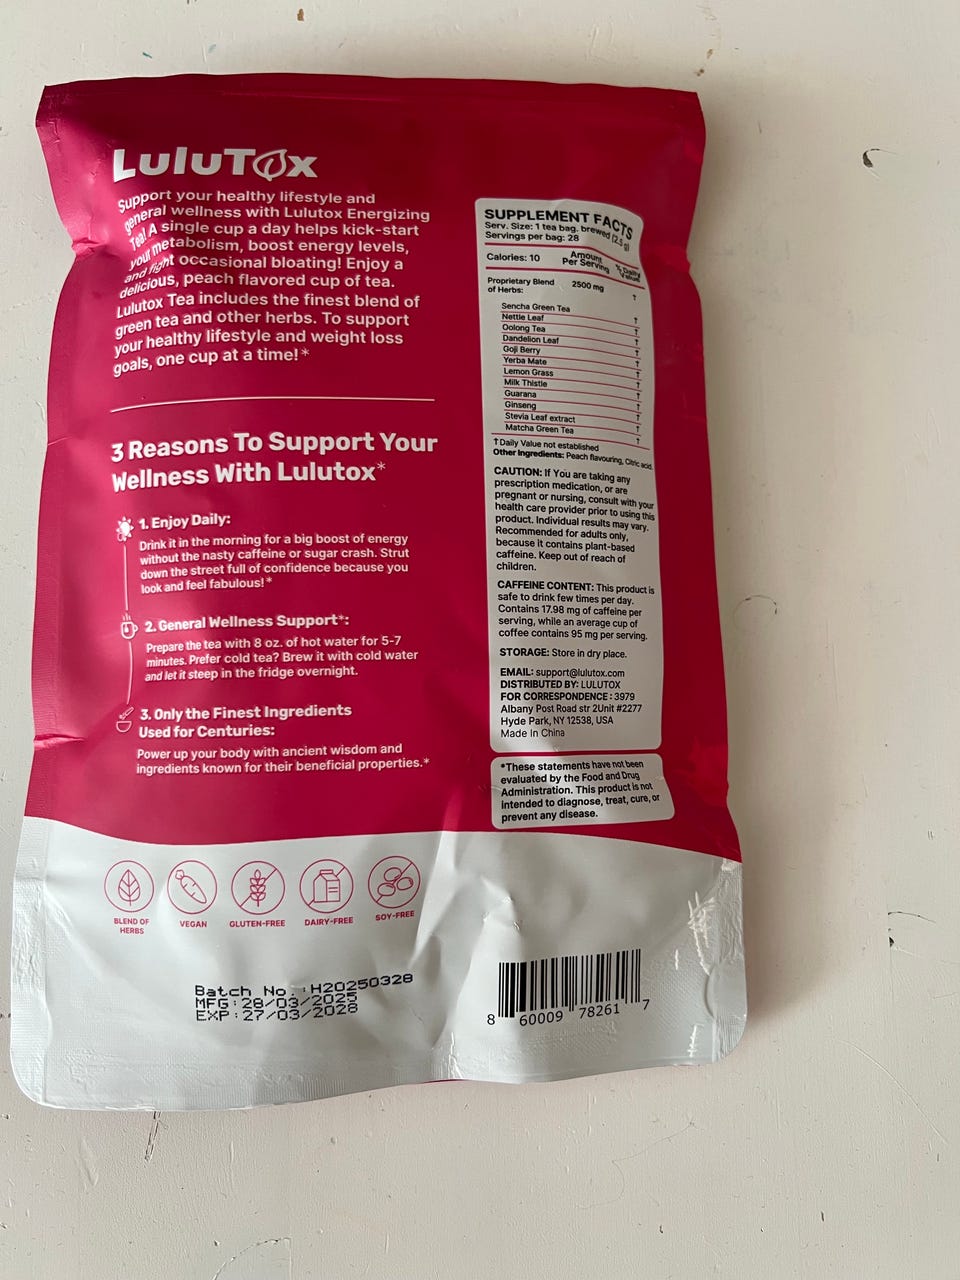 LuluTox
Support your healthy lifestyle and
general wellness with Lulutox Energizing
Tea! A single cup a day helps kick-start
your metabolism, boost energy levels,
and fight occasional bloating! Enjoy a
delicious, peach flavored cup of tea.
Lulutox Tea includes the finest blend of
green tea and other herbs. To support
your healthy lifestyle and weight loss
goals, one cup at a time!*
3 Reasons To Support Your
Wellness With Lulutox*
1. Enjoy Daily:
Drink it in the morning for a big boost of energy
without the nasty caffeine or sugar crash. Strut
down the street full of confidence because you
look and feel fabulous!*
2. General Wellness Support*:
Prepare the tea with 8 oz. of hot water for 5-7
minutes. Prefer cold tea? Brew it with cold water
and let it steep in the fridge overnight.
3. Only the Finest Ingredients
Used for Centuries:
Power up your body with ancient wisdom and
ingredients known for their beneficial properties.*
SUPPLEMENT FACTS
Serv. Size: 1 tea bag. brewed (2.5 g)
Servings per bag: 28
Calories: 10 Amount Per Serving % Daily Value
Proprietary Blend of Herbs: 2500 mg †
Sencha Green Tea †
Nettle Leaf †
Oolong Tea †
Dandelion Leaf †
Goji Berry †
Yerba Mate †
Lemon Grass †
Milk Thistle †
Guarana †
Ginseng †
Stevia Leaf extract †
Matcha Green Tea †
† Daily Value not established
Other Ingredients: Peach flavouring, Citric acid.
CAUTION: If You are taking any
prescription medication, or are
pregnant or nursing, consult with your
health care provider prior to using this
product. Individual results may vary.
Recommended for adults only,
because it contains plant-based
caffeine. Keep out of reach of
children.
CAFFEINE CONTENT: This product is
safe to drink few times per day.
Contains 17.98 mg of caffeine per
serving, while an average cup of
coffee contains 95 mg per serving.
STORAGE: Store in dry place.
EMAIL: support@lulutox.com
DISTRIBUTED BY: LULUTOX
FOR CORRESPONDENCE : 3979
Albany Post Road str 2Unit #2277
Hyde Park, NY 12538, USA
Made In China
*These statements have not been
evaluated by the Food and Drug
Administration. This product is not
intended to diagnose, treat, cure, or
prevent any disease.
BLEND OF
HERBS
VEGAN
GLUTEN-FREE
DAIRY-FREE
SOY-FREE
Batch No.:H20250328
MFG:28/03/2025
EXP:27/03/2028
8 60009 78261 7